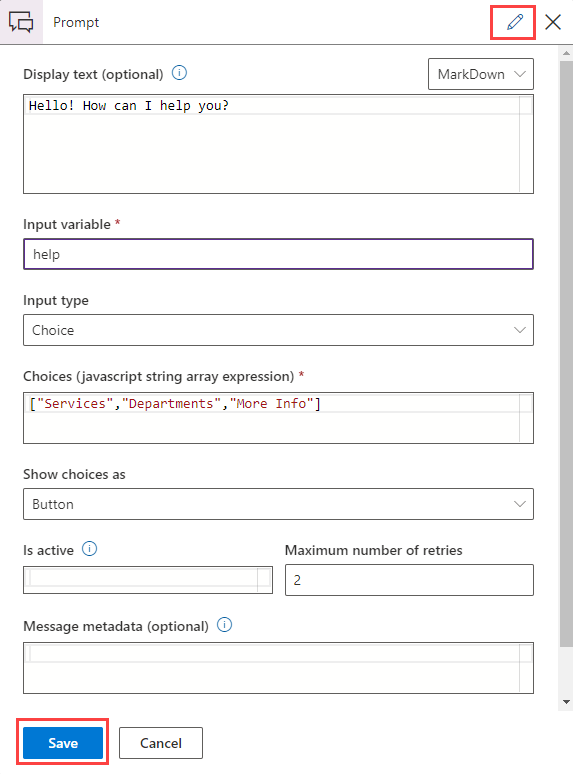 Prompt
Display text (optional)
MarkDown
Hello! How can I help you?
Input variable *
help
Input type
Choice
Choices (javascript string array expression) *
["Services","Departments","More Info"]
Show choices as
Button
Is active Maximum number of retries
2
Message metadata (optional)
Save Cancel